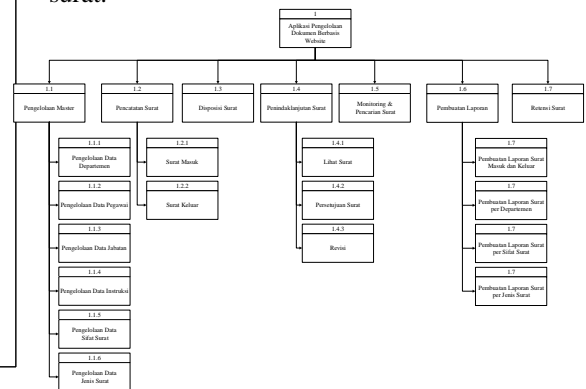 surat.
1
Aplikasi Pengelolaan
Dokumen Berbasis
Website
1.1
Pengelolaan Master
1.2
Pencatatan Surat
1.3
Disposisi Surat
1.4
Penindaklanjutan Surat
1.5
Monitoring &
Pencarian Surat
1.6
Pembuatan Laporan
1.7
Retensi Surat
1.1.1
Pengelolaan Data
Departemen
1.1.2
Pengelolaan Data Pegawai
1.1.3
Pengelolaan Data Jabatan
1.1.4
Pengelolaan Data Instruksi
1.1.5
Pengelolaan Data
Sifat Surat
1.1.6
Pengelolaan Data
Jenis Surat
1.2.1
Surat Masuk
1.2.2
Surat Keluar
1.4.1
Lihat Surat
1.4.2
Persetujuan Surat
1.4.3
Revisi
1.7
Pembuatan Laporan Surat
Masuk dan Keluar
1.7
Pembuatan Laporan Surat
per Departemen
1.7
Pembuatan Laporan Surat
per Sifat Surat
1.7
Pembuatan Laporan Surat
per Jenis Surat